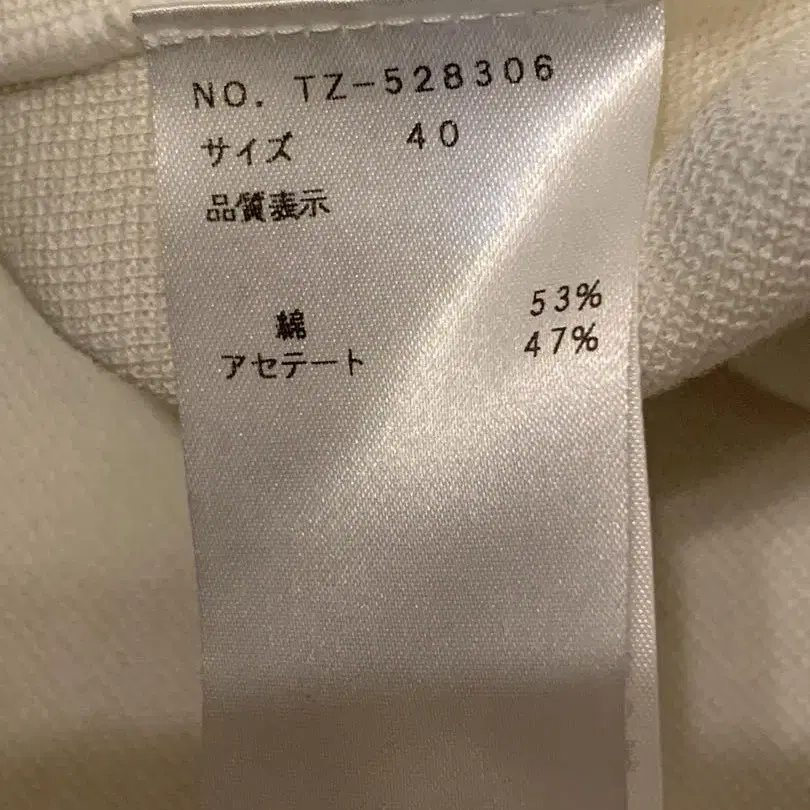 NO. TZ-528306
サイズ 40
品質表示
綿 53%
アセテート 47%